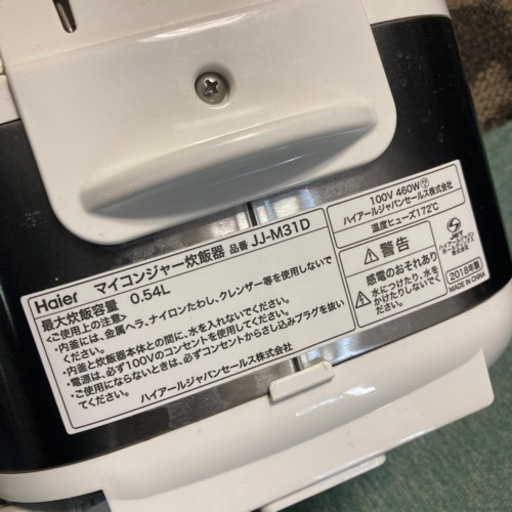 Haier マイコンジャー炊飯器 品番 JJ-M31D
最大炊飯容量 0.54L
<ご使用上の注意>
・内釜には、金属ヘラ、ナイロンたわし、クレンザー等を使用しないで
ください。
・内釜と炊飯器本体との間に、水を入れないでください。
・電源は、必ず100Vのコンセントを使用してください。
・ご使用にならないときは、必ずコンセントからさし込みプラグを抜い
てください。
ハイアールジャパンセールス株式会社
100V 460W
ハイアールジャパンセールス株式会社
温度ヒューズ172℃
警告
感電のおそれあり
水につけたり、水を
かけたりしないで
ください。
JET
2018年製
MADE IN CHINA